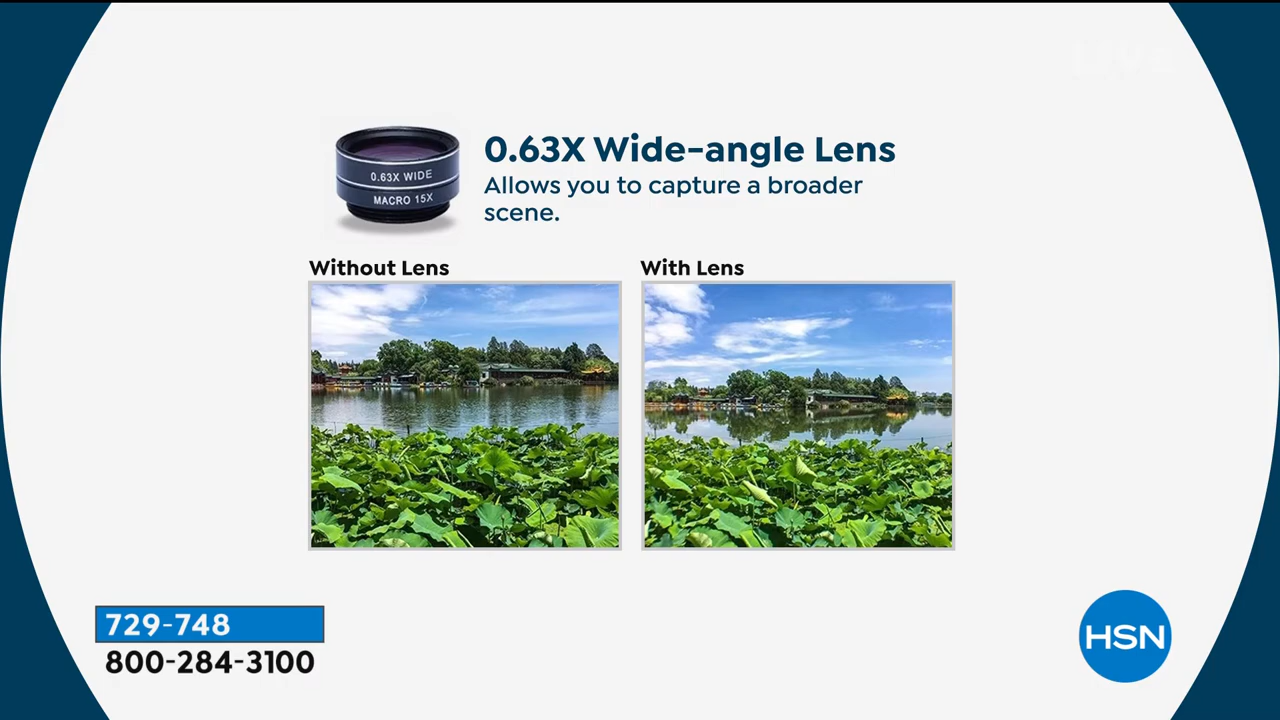 0.63X WIDE
MACRO 15X
0.63X Wide-angle Lens
Allows you to capture a broader
scene.
Without Lens
With Lens
729-748
800-284-3100
HSN